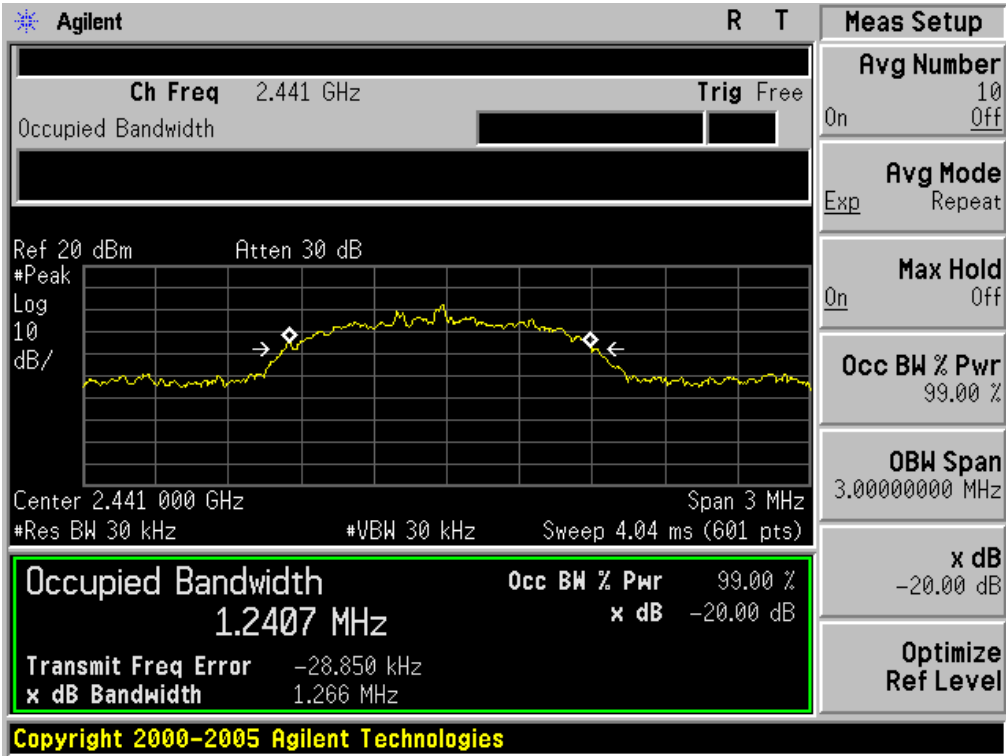 Agilent R T
Meas Setup
Ch Freq 2.441 GHz Trig Free
Occupied Bandwidth
Ref 20 dBm Atten 30 dB
#Peak
Log
10
dB/
Center 2.441 000 GHz Span 3 MHz
#Res BW 30 kHz #VBW 30 kHz Sweep 4.04 ms (601 pts)
Occupied Bandwidth Occ BW % Pwr 99.00 %
1.2407 MHz x dB -20.00 dB
Transmit Freq Error -28.850 kHz
x dB Bandwidth 1.266 MHz
Avg Number
10
On Off
Avg Mode
Exp Repeat
Max Hold
On Off
Occ BW % Pwr
99.00 %
OBW Span
3.00000000 MHz
x dB
-20.00 dB
Optimize
Ref Level
Copyright 2000-2005 Agilent Technologies